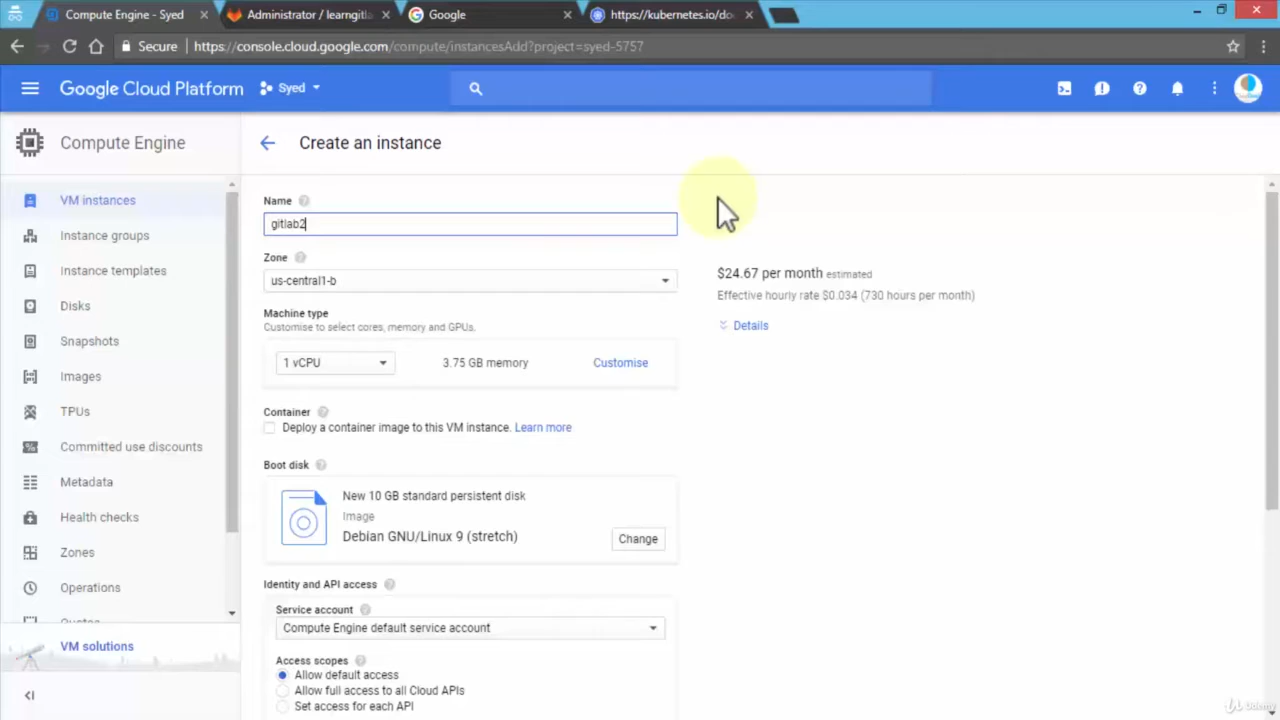 Compute Engine - Syed
Administrator / learngitla
Google
https://kubernetes.io/do
Secure
https://console.cloud.google.com/compute/instancesAdd?project=syed-5757
Google Cloud Platform
Syed
Compute Engine
Create an instance
VM instances
Instance groups
Instance templates
Disks
Snapshots
Images
TPUs
Committed use discounts
Metadata
Health checks
Zones
Operations
Quotas
VM solutions
Name
gitlab2
Zone
us-central1-b
Machine type
Customise to select cores, memory and GPUs.
1 vCPU
3.75 GB memory
Customise
Container
Deploy a container image to this VM instance. Learn more
Boot disk
New 10 GB standard persistent disk
Image
Debian GNU/Linux 9 (stretch)
Change
Identity and API access
Service account
Compute Engine default service account
Access scopes
Allow default access
Allow full access to all Cloud APIs
Set access for each API
$24.67 per month estimated
Effective hourly rate $0.034 (730 hours per month)
Details
Udemy